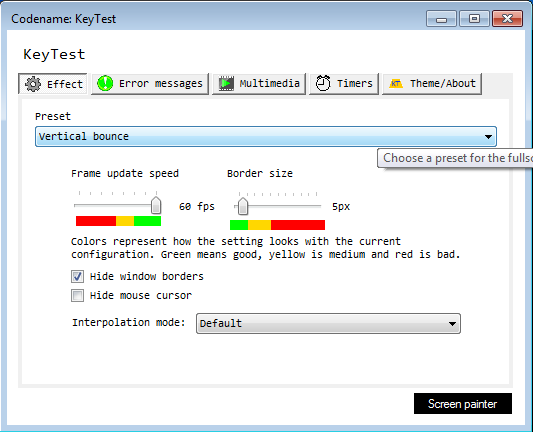 Codename: KeyTest
KeyTest
Effect Error messages Multimedia Timers KT Theme/About
Preset
Vertical bounce
Choose a preset for the fullsc
Frame update speed Border size
60 fps 5px
Colors represent how the setting looks with the current
configuration. Green means good, yellow is medium and red is bad.
Hide window borders
Hide mouse cursor
Interpolation mode: Default
Screen painter